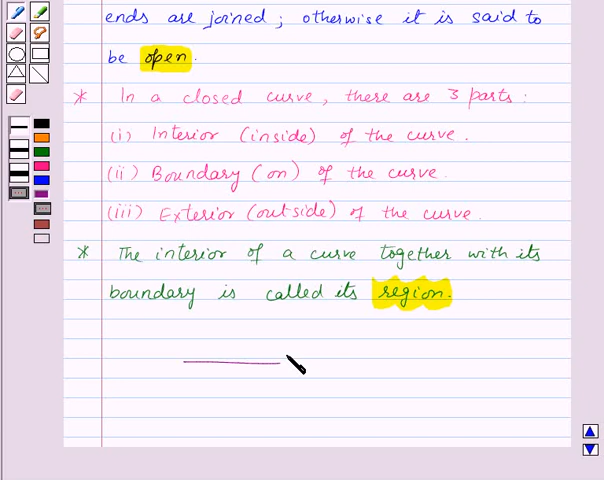 ends are joined; otherwise it is said to
be open.
* In a closed curve, there are 3 parts:
(i) Interior (inside) of the curve.
(ii) Boundary (on) of the curve.
(iii) Exterior (outside) of the curve.
* The interior of a curve together with its
boundary is called its region.